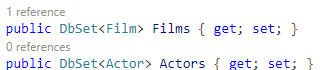 1 reference
public DbSet<Film> Films { get; set; }
0 references
public DbSet<Actor> Actors { get; set; }